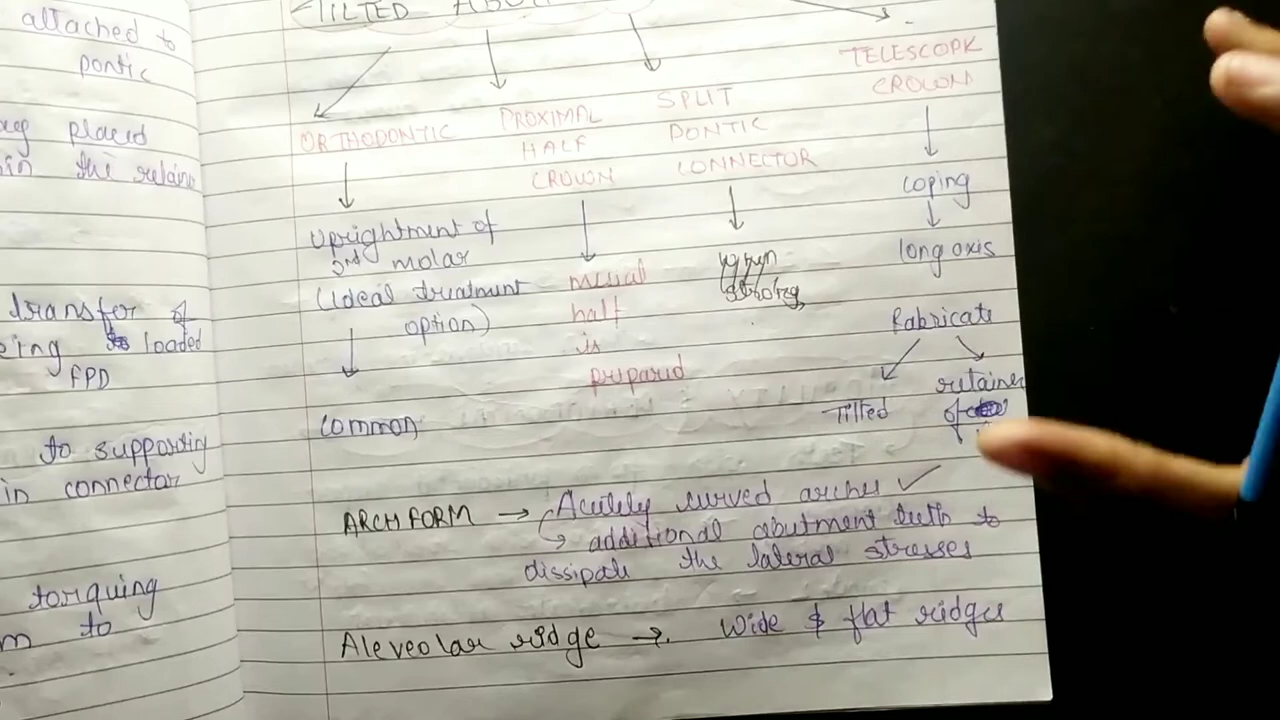 attached to
pontic
placed
the
transfer of
loaded
FPD
to supporting
in connector
torquing
to
TILTED
ORTHODONTIC
uprightment of
2nd molar
(Ideal treatment
option)
common
PROXIMAL
HALF
CROWN
mesial
half
is
prepared
SPLIT
PONTIC
CONNECTOR
CROWN
coping
long axis
fabricate
Tilted
retainer
ARCH FORM → Acutely curved arches ✓
additional abutment teeth to
dissipate the lateral stresses
Aleveolar ridge → Wide & flat ridges